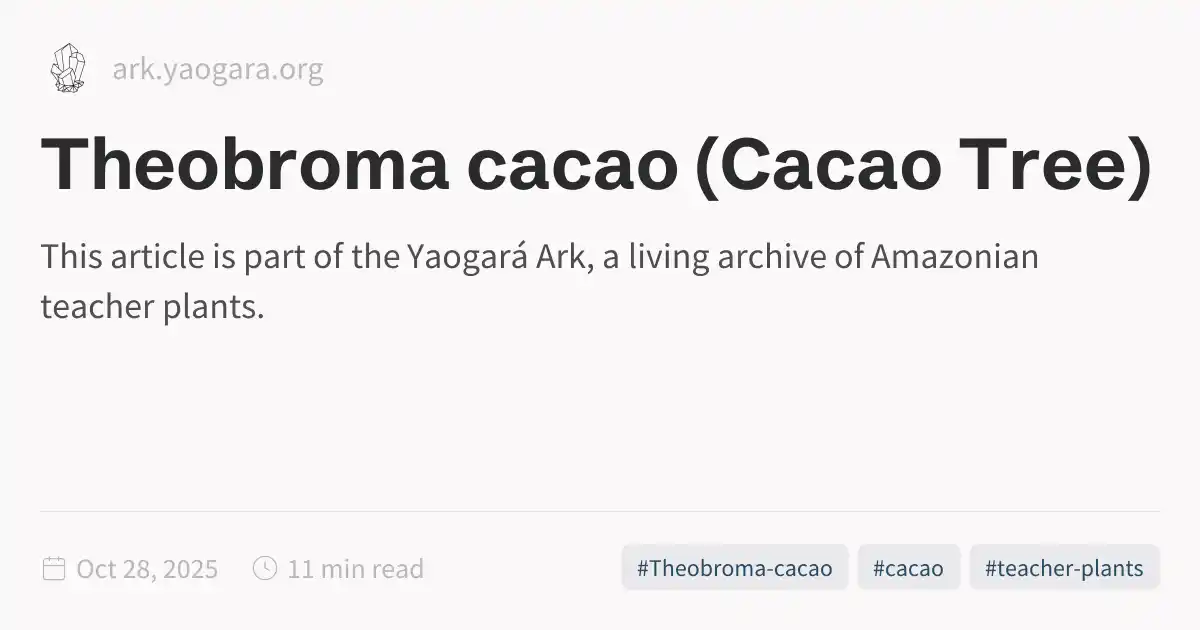 ark.yaogara.org
Theobroma cacao (Cacao Tree)
This article is part of the Yaogará Ark, a living archive of Amazonian
teacher plants.
Oct 28, 2025 11 min read #Theobroma-cacao #cacao #teacher-plants